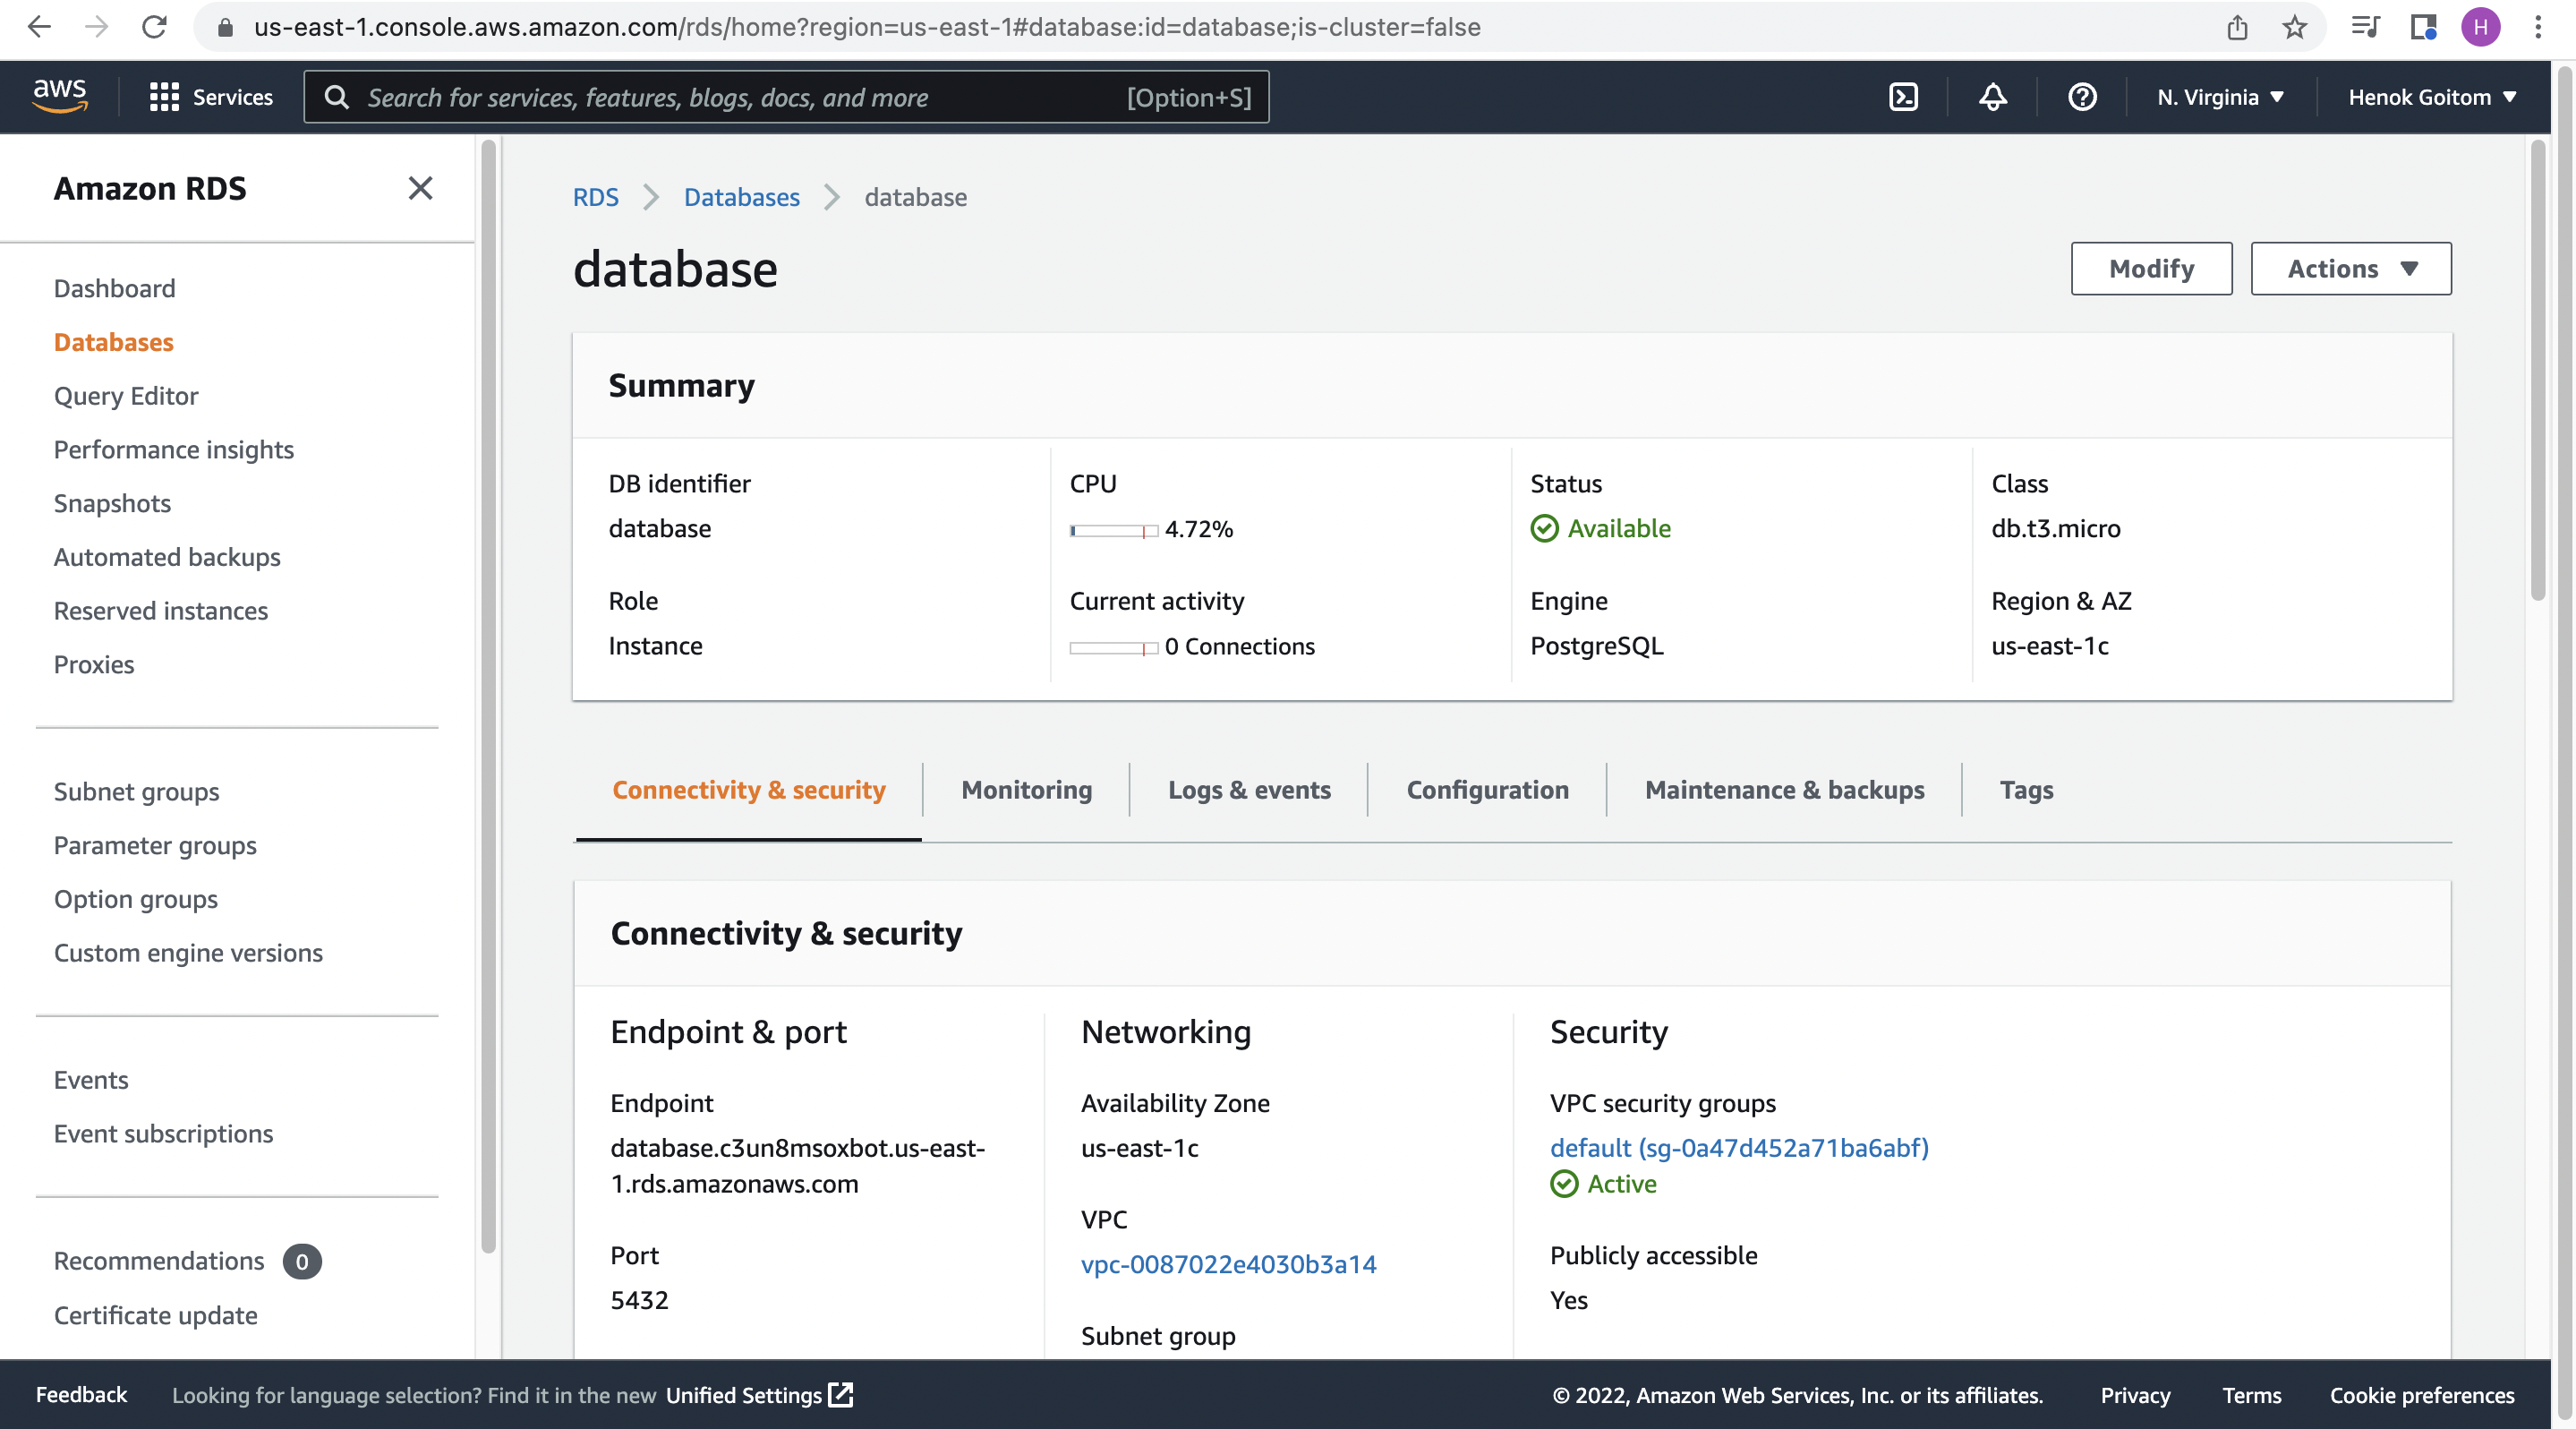 us-east-1.console.aws.amazon.com/rds/home?region=us-east-1#database:id=database;is-cluster=false
H
aws
Services
Search for services, features, blogs, docs, and more
[Option+S]
N. Virginia
Henok Goitom
Amazon RDS
Dashboard
Databases
Query Editor
Performance insights
Snapshots
Automated backups
Reserved instances
Proxies
Subnet groups
Parameter groups
Option groups
Custom engine versions
Events
Event subscriptions
Recommendations 0
Certificate update
RDS
Databases
database
database
Modify
Actions
Summary
DB identifier
database
CPU
4.72%
Status
Available
Class
db.t3.micro
Role
Instance
Current activity
0 Connections
Engine
PostgreSQL
Region & AZ
us-east-1c
Connectivity & security
Monitoring
Logs & events
Configuration
Maintenance & backups
Tags
Connectivity & security
Endpoint & port
Endpoint
database.c3un8msoxbot.us-east-
1.rds.amazonaws.com
Port
5432
Networking
Availability Zone
us-east-1c
VPC
vpc-0087022e4030b3a14
Subnet group
Security
VPC security groups
default (sg-0a47d452a71ba6abf)
Active
Publicly accessible
Yes
Feedback
Looking for language selection? Find it in the new Unified Settings
© 2022, Amazon Web Services, Inc. or its affiliates.
Privacy
Terms
Cookie preferences